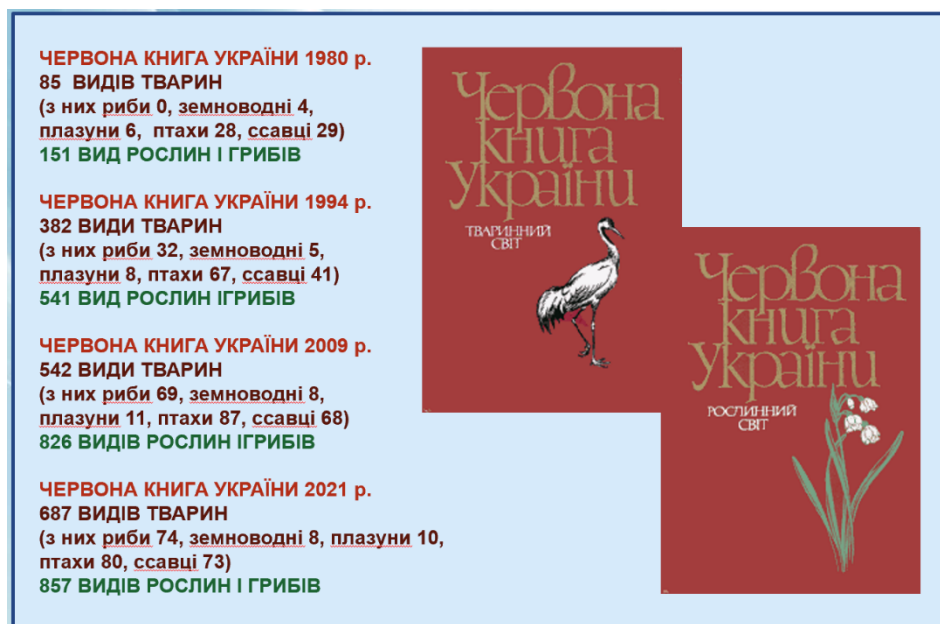 ЧЕРВОНА КНИГА УКРАЇНИ 1980 р.
85 ВИДІВ ТВАРИН
(з них риби 0, земноводні 4,
плазуни 6, птахи 28, ссавці 29)
151 ВИД РОСЛИН І ГРИБІВ
ЧЕРВОНА КНИГА УКРАЇНИ 1994 р.
382 ВИДИ ТВАРИН
(з них риби 32, земноводні 5,
плазуни 8, птахи 67, ссавці 41)
541 ВИД РОСЛИН ІГРИБІВ
ЧЕРВОНА КНИГА УКРАЇНИ 2009 р.
542 ВИДИ ТВАРИН
(з них риби 69, земноводні 8,
плазуни 11, птахи 87, ссавці 68)
826 ВИДІВ РОСЛИН ІГРИБІВ
ЧЕРВОНА КНИГА УКРАЇНИ 2021 р.
687 ВИДІВ ТВАРИН
(з них риби 74, земноводні 8, плазуни 10,
птахи 80, ссавці 73)
857 ВИДІВ РОСЛИН І ГРИБІВ
Червона
книга
України
ТВАРИННИЙ
СВІТ
Червона
книга
України
РОСЛИННИЙ
СВІТ